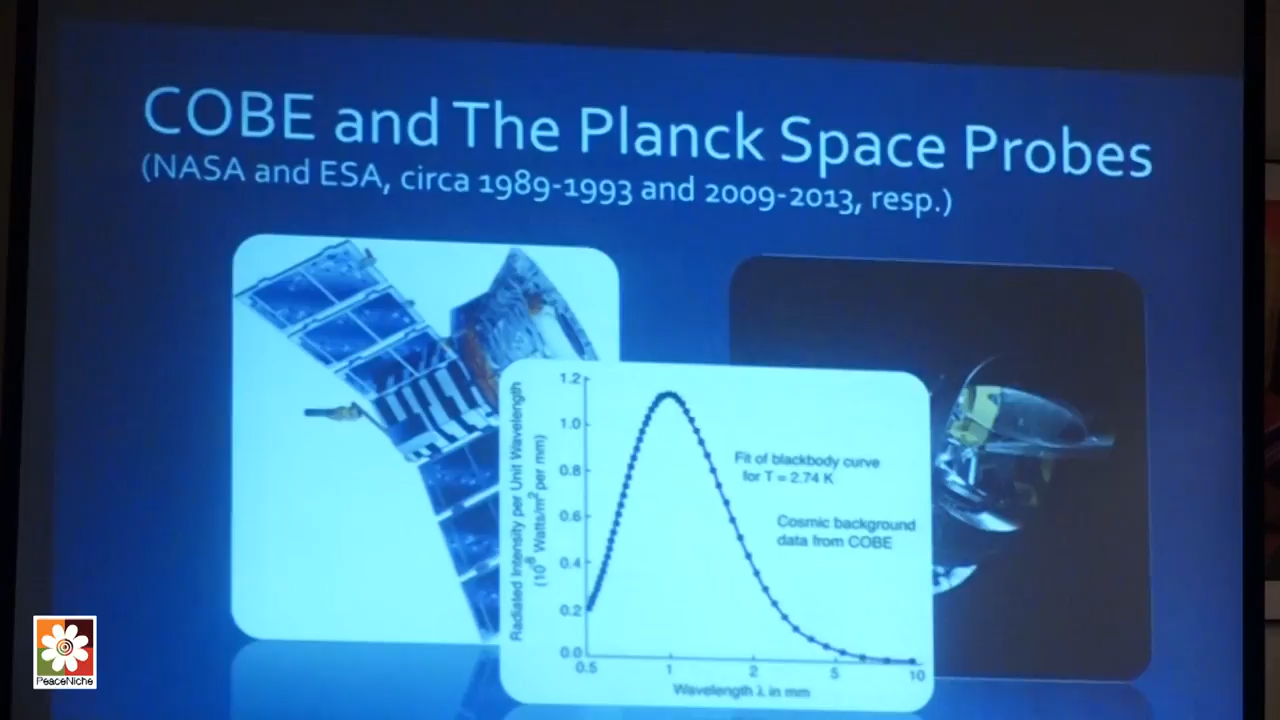 COBE and The Planck Space Probes
(NASA and ESA, circa 1989-1993 and 2009-2013, resp.)
1.2
1.0
0.8
0.6
0.4
0.2
0.0
Radiated Intensity per Unit Wavelength
(10⁻⁸ Watts/m² per mm)
Fit of blackbody curve
for T = 2.74 K
Cosmic background
data from COBE
0.5 1 2 5 10
Wavelength λ in mm
PeaceNiche